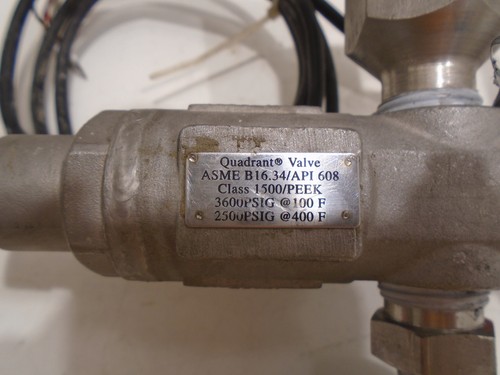 Quadrant® Valve
ASME B16.34/API 608
Class 1500/PEEK
3600PSIG @100 F
2500PSIG @400 F